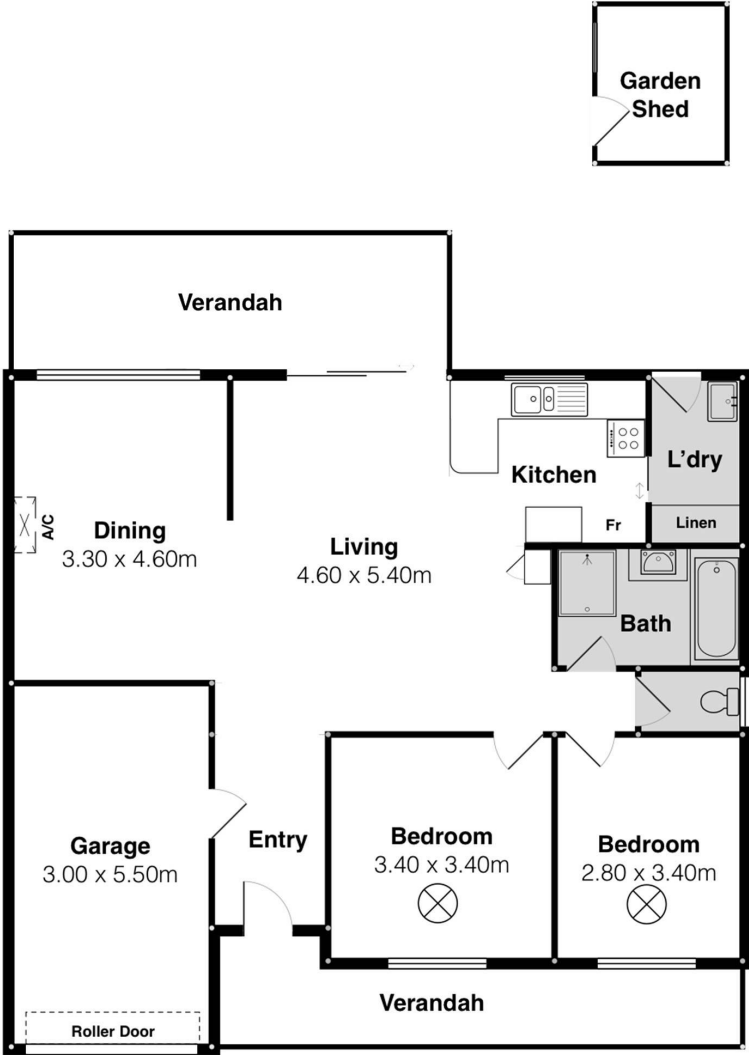 Garden
Shed
Verandah
Kitchen
L'dry
A/C
Dining
3.30 x 4.60m
Living
4.60 x 5.40m
Fr
Linen
Bath
Garage
3.00 x 5.50m
Entry
Bedroom
3.40 x 3.40m
Bedroom
2.80 x 3.40m
Verandah
Roller Door